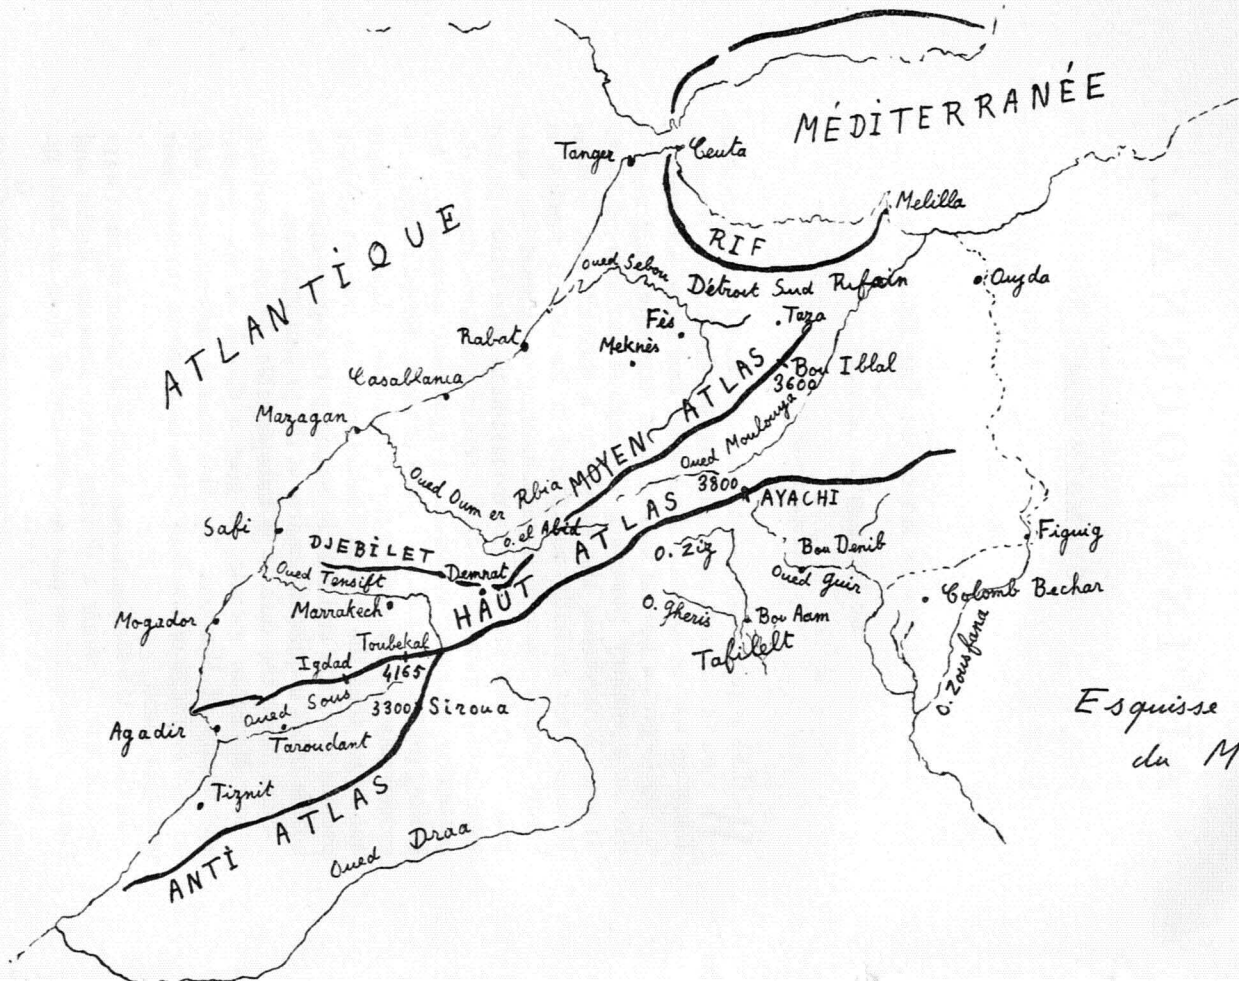 MÉDITERRANÉE
Ceuta
Tanger
Melilla
ATLANTIQUE
RIF
Oued Sebou
Détroit Sud Rifain
Oujda
Taza
Fès
Rabat
Meknès
Bou Iblal
3600
Casablanca
Mazagan
MOYEN ATLAS
Oued Moulouya
Oued Oum er Rbia
3800
AYACHI
Safi
O. el Abid
HAUT ATLAS
Figuig
DJEBILET
O. Ziz
Bou Denib
Oued Tensift
Demnat
Oued Guir
Colomb Bechar
Marrakech
O. Gheris
Bou Aam
Mogador
Toubekal
4165
Tafilelt
Igdad
O. Zousfana
Oued Sous
3300
Siroua
Esquisse
du M
Agadir
Taroudant
Tiznit
ANTI ATLAS
Oued Draa